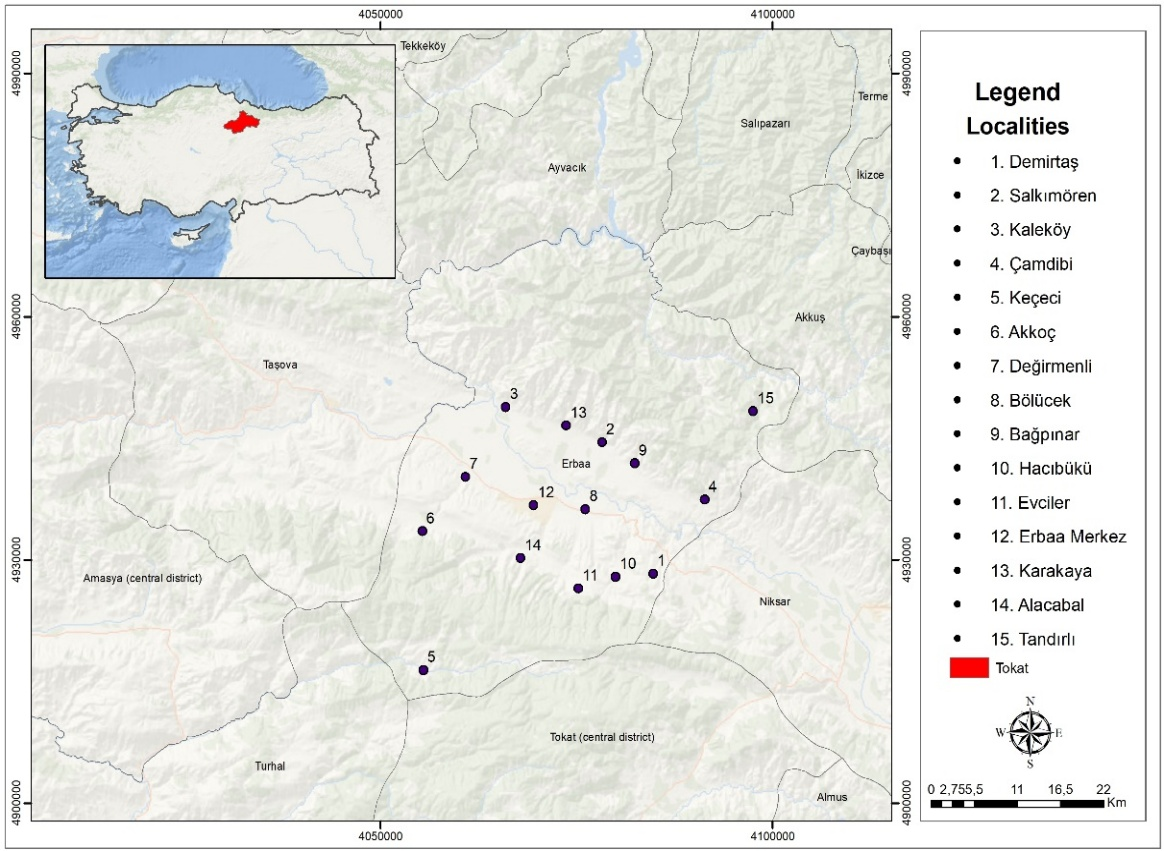 4050000
4100000
Tekkeköy
4990000
4990000
Terme
Salıpazarı
Ayvacık
İkizce
Çaybaşı
4960000
4960000
Akkuş
Taşova
3
15
13
2
9
Erbaa
7
4
12
8
6
14
4930000
4930000
10
1
11
Amasya (central district)
Niksar
5
Tokat (central district)
Turhal
Almus
4900000
4900000
4050000
4100000
Legend
Localities
1. Demirtaş
2. Salkımören
3. Kaleköy
4. Çamdibi
5. Keçeci
6. Akkoç
7. Değirmenli
8. Bölücek
9. Bağpınar
10. Hacıbükü
11. Evciler
12. Erbaa Merkez
13. Karakaya
14. Alacabal
15. Tandırlı
Tokat
N
W E
S
0 2,755,5 11 16,5 22
Km